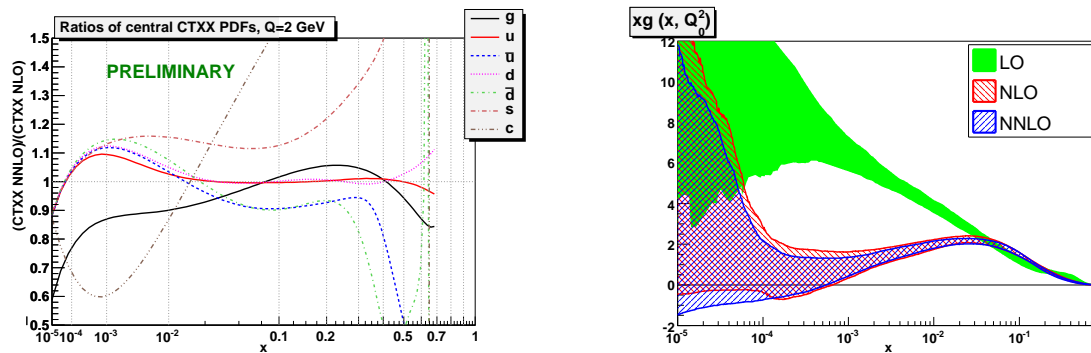 Ratios of central CTXX PDFs, Q=2 GeV
PRELIMINARY
(CTXX NNLO)/(CTXX NLO)
1.5
1.4
1.3
1.2
1.1
1
0.9
0.8
0.7
0.6
0.5
10⁻⁵ 10⁻⁴ 10⁻³ 10⁻² 0.1 0.2 0.5 0.7 1
x
g
u
u̅
d
d̅
s
c
xg (x, Q₀²)
12
10
8
6
4
2
0
-2
10⁻⁵ 10⁻⁴ 10⁻³ 10⁻² 10⁻¹
x
LO
NLO
NNLO